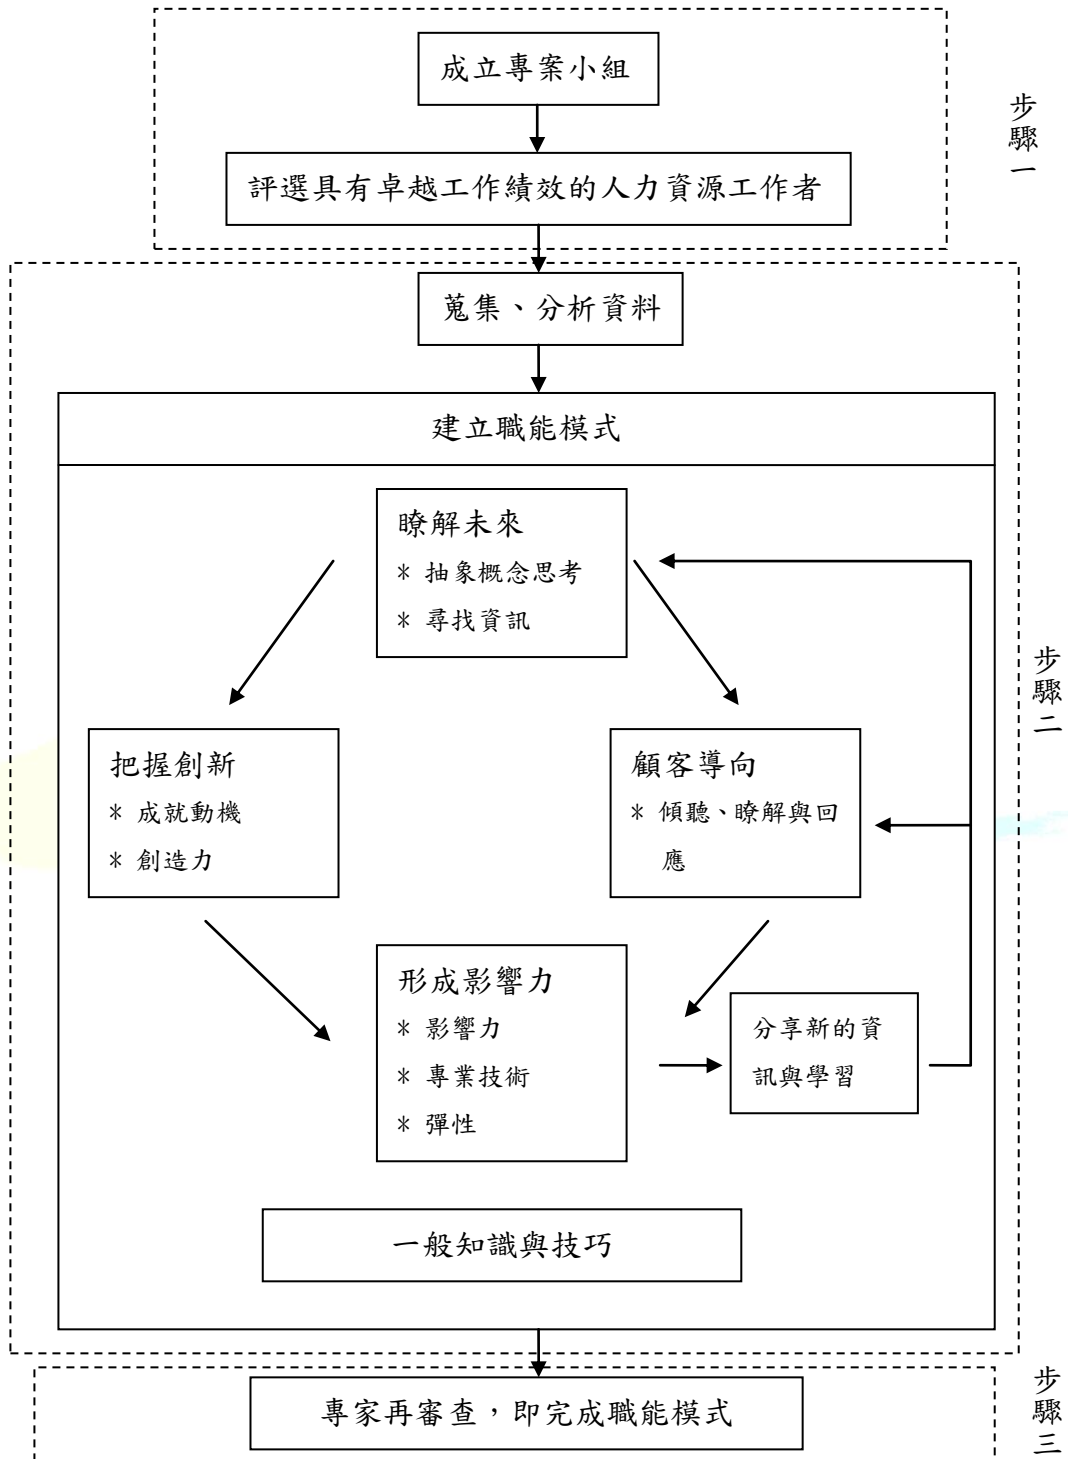 成立專案小組
評選具有卓越工作績效的人力資源工作者
步驟一
蒐集、分析資料
建立職能模式
瞭解未來
* 抽象概念思考
* 尋找資訊
步驟二
把握創新
* 成就動機
* 創造力
顧客導向
* 傾聽、瞭解與回
應
形成影響力
* 影響力
* 專業技術
* 彈性
分享新的資
訊與學習
一般知識與技巧
專家再審查，即完成職能模式
步驟三